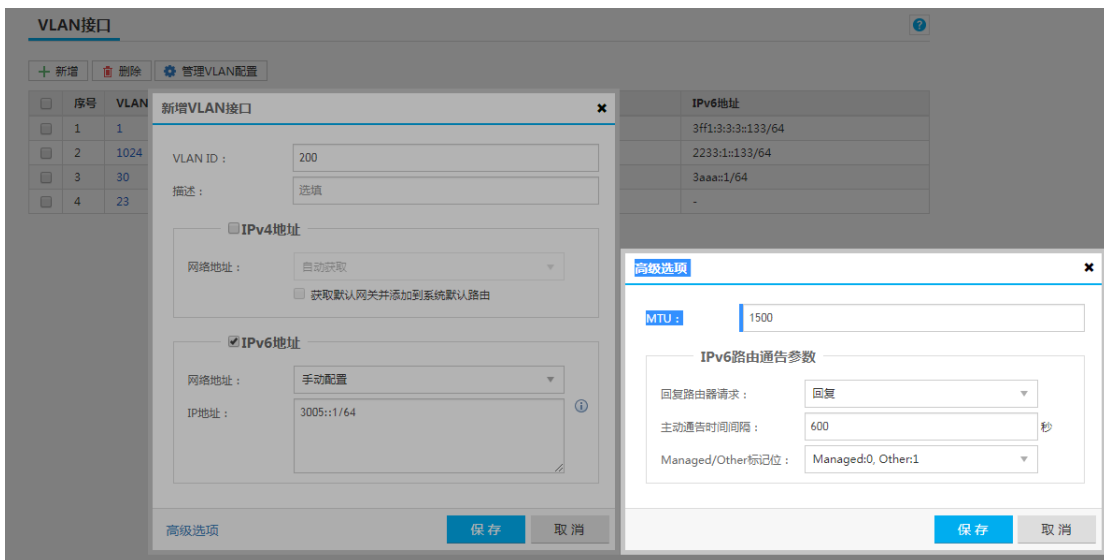 VLAN接口
新增 删除 管理VLAN配置
序号 VLAN IPv6地址
1 1 3ff1:3:3:3::133/64
2 1024 2233:1::133/64
3 30 3aaa::1/64
4 23 -
新增VLAN接口
VLAN ID： 200
描述： 选填
IPv4地址
网络地址： 自动获取
获取默认网关并添加到系统默认路由
IPv6地址
网络地址： 手动配置
IP地址： 3005::1/64
高级选项 保存 取消
高级选项
MTU： 1500
IPv6路由通告参数
回复路由器请求： 回复
主动通告时间间隔： 600 秒
Managed/Other标记位： Managed:0, Other:1
保存 取消